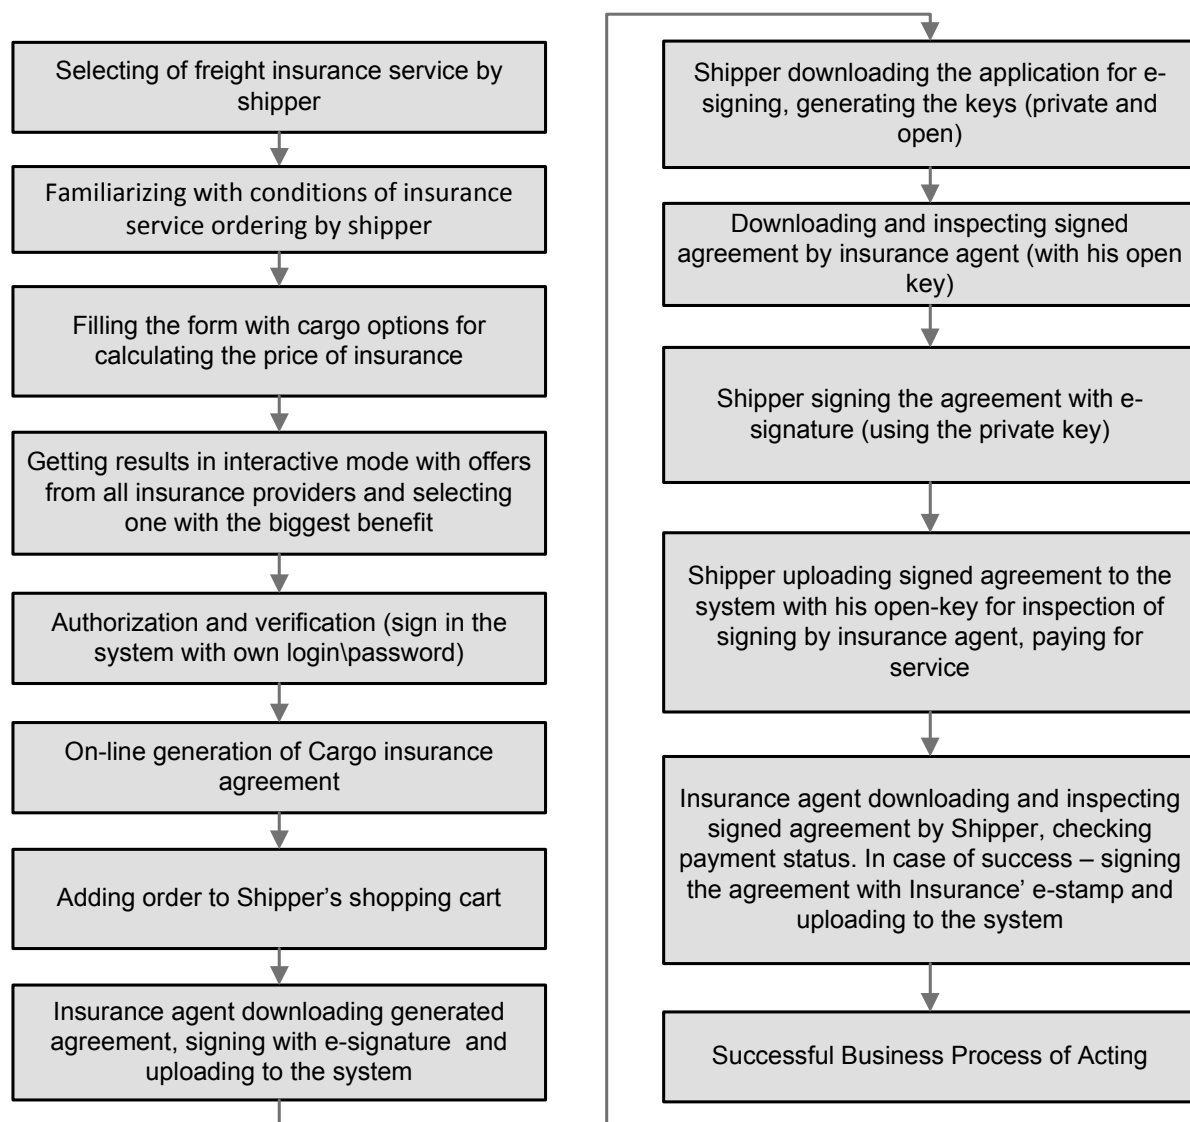 Selecting of freight insurance service by
shipper
Familiarizing with conditions of insurance
service ordering by shipper
Filling the form with cargo options for
calculating the price of insurance
Getting results in interactive mode with offers
from all insurance providers and selecting
one with the biggest benefit
Authorization and verification (sign in the
system with own login\password)
On-line generation of Cargo insurance
agreement
Adding order to Shipper’s shopping cart
Insurance agent downloading generated
agreement, signing with e-signature  and
uploading to the system
Shipper downloading the application for e-
signing, generating the keys (private and
open)
Downloading and inspecting signed
agreement by insurance agent (with his open
key)
Shipper signing the agreement with e-
signature (using the private key)
Shipper uploading signed agreement to the
system with his open-key for inspection of
signing by insurance agent, paying for
service
Insurance agent downloading and inspecting
signed agreement by Shipper, checking
payment status. In case of success – signing
the agreement with Insurance’ e-stamp and
uploading to the system
Successful Business Process of Acting